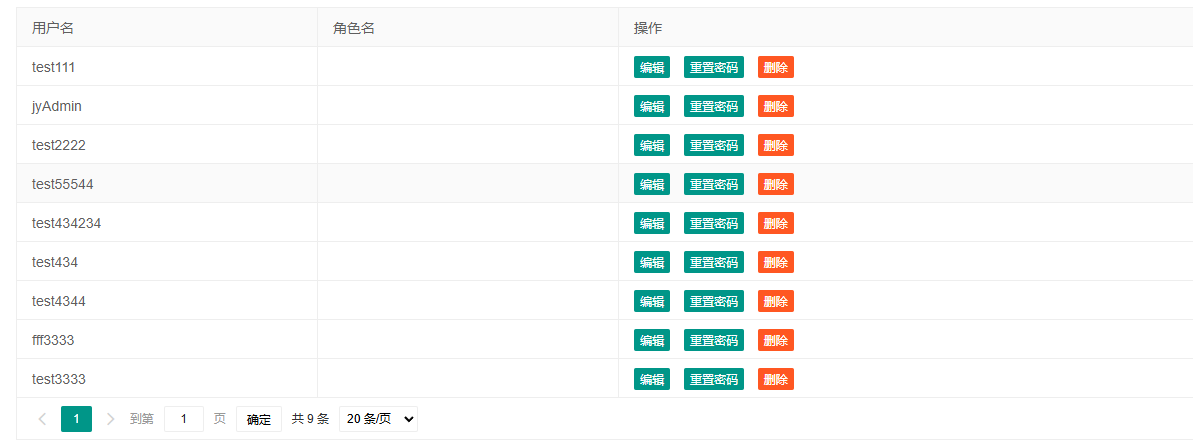 用户名 角色名 操作
test111 编辑 重置密码 删除
jyAdmin 编辑 重置密码 删除
test2222 编辑 重置密码 删除
test55544 编辑 重置密码 删除
test434234 编辑 重置密码 删除
test434 编辑 重置密码 删除
test4344 编辑 重置密码 删除
fff3333 编辑 重置密码 删除
test3333 编辑 重置密码 删除
1 到第 1 页 确定 共 9 条 20 条/页